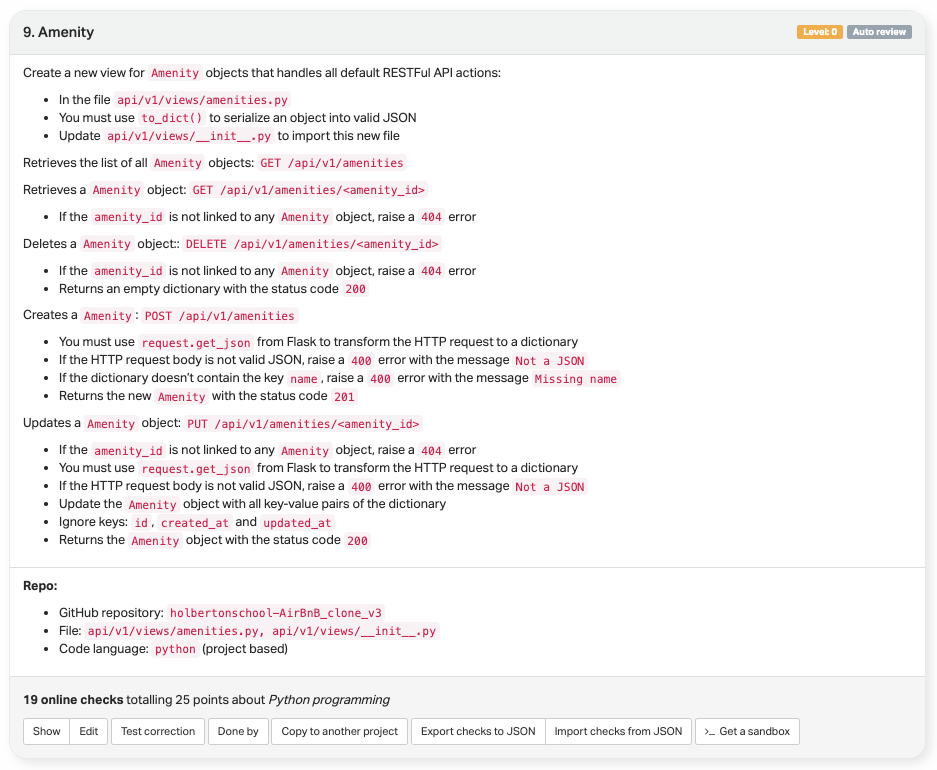 9. Amenity
Level: 0 Auto review
Create a new view for Amenity objects that handles all default RESTFul API actions:
In the file api/v1/views/amenities.py
You must use to_dict() to serialize an object into valid JSON
Update api/v1/views/__init__.py to import this new file
Retrieves the list of all Amenity objects: GET /api/v1/amenities
Retrieves a Amenity object: GET /api/v1/amenities/<amenity_id>
If the amenity_id is not linked to any Amenity object, raise a 404 error
Deletes a Amenity object:: DELETE /api/v1/amenities/<amenity_id>
If the amenity_id is not linked to any Amenity object, raise a 404 error
Returns an empty dictionary with the status code 200
Creates a Amenity: POST /api/v1/amenities
You must use request.get_json from Flask to transform the HTTP request to a dictionary
If the HTTP request body is not valid JSON, raise a 400 error with the message Not a JSON
If the dictionary doesn't contain the key name, raise a 400 error with the message Missing name
Returns the new Amenity with the status code 201
Updates a Amenity object: PUT /api/v1/amenities/<amenity_id>
If the amenity_id is not linked to any Amenity object, raise a 404 error
You must use request.get_json from Flask to transform the HTTP request to a dictionary
If the HTTP request body is not valid JSON, raise a 400 error with the message Not a JSON
Update the Amenity object with all key-value pairs of the dictionary
Ignore keys: id, created_at and updated_at
Returns the Amenity object with the status code 200
Repo:
GitHub repository: holbertonschool-AirBnB_clone_v3
File: api/v1/views/amenities.py, api/v1/views/__init__.py
Code language: python (project based)
19 online checks totalling 25 points about Python programming
Show Edit Test correction Done by Copy to another project Export checks to JSON Import checks from JSON >_ Get a sandbox